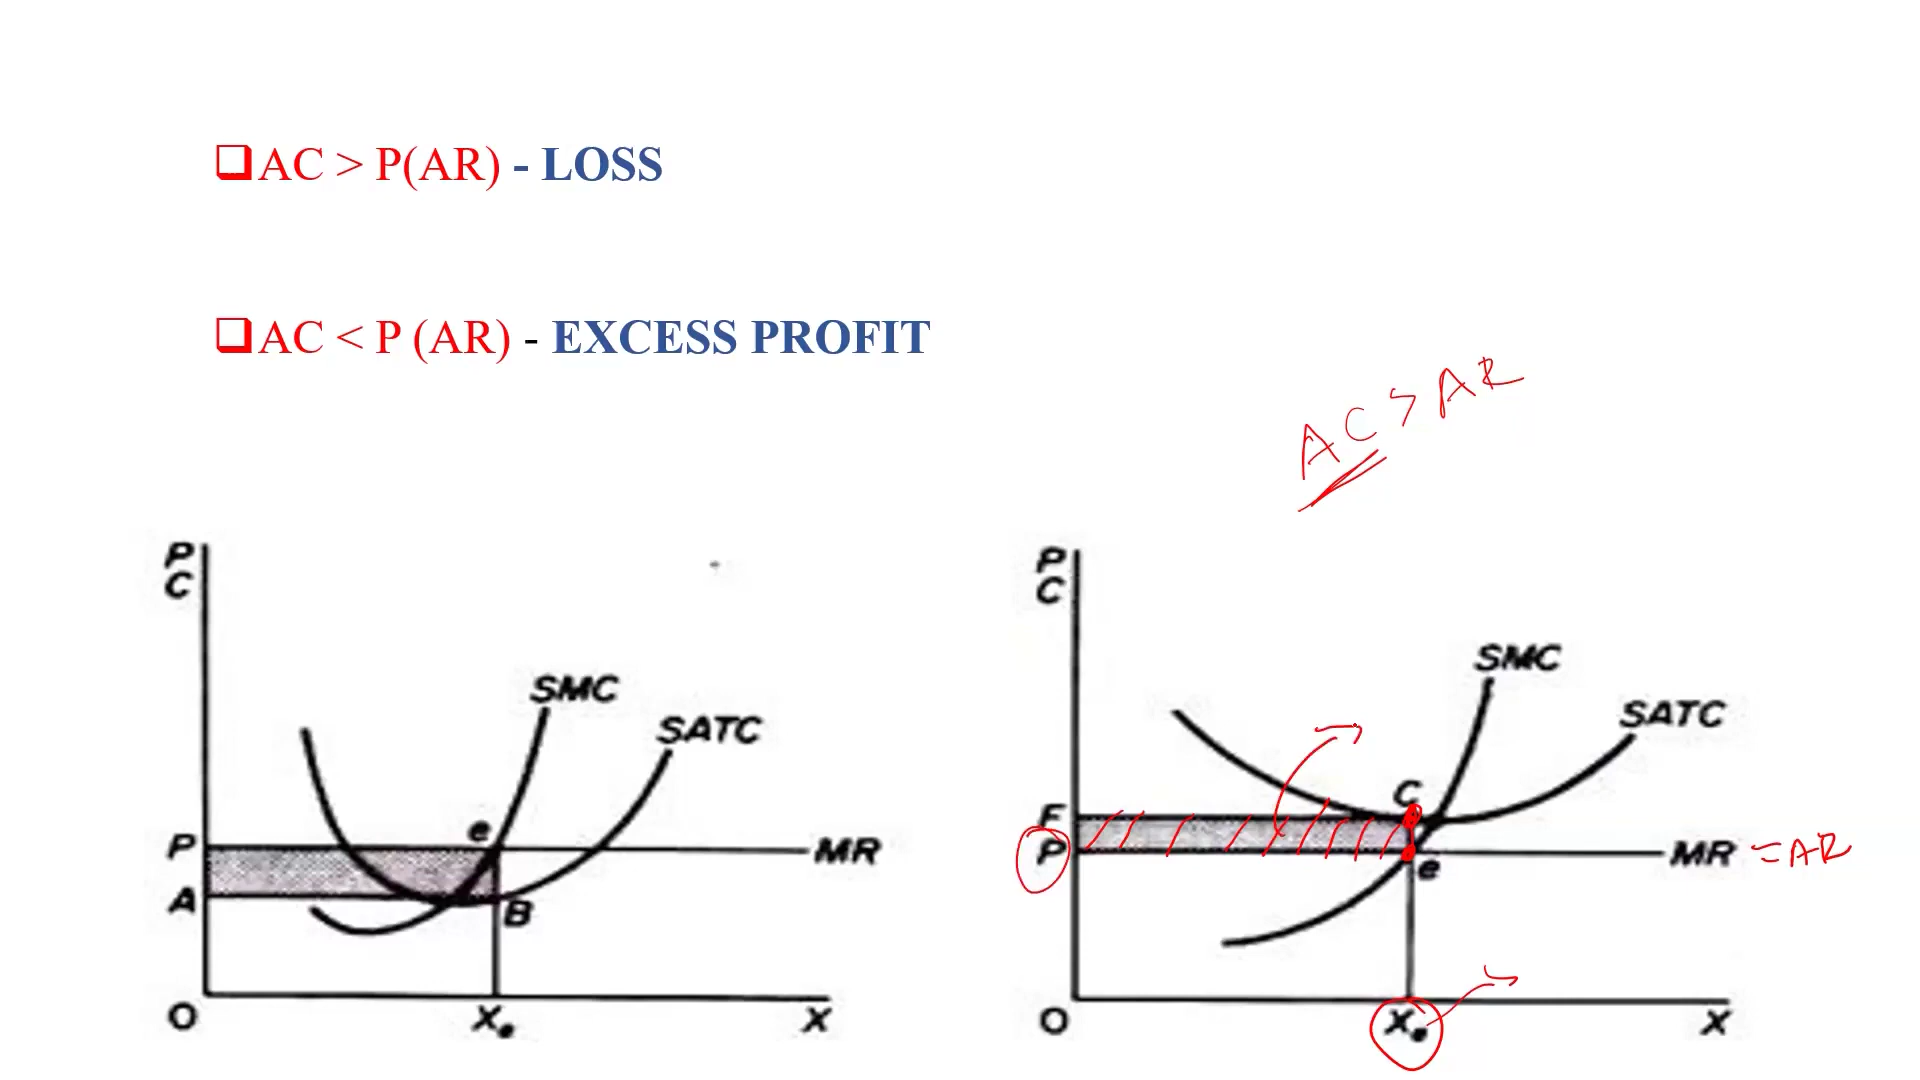 ❑AC > P(AR) - LOSS
❑AC < P (AR) - EXCESS PROFIT
AC > AR
P
C
SMC
SATC
e
P
MR
A
B
O
Xe
X
P
C
SMC
SATC
C
F
P
MR = AR
e
O
Xe
X